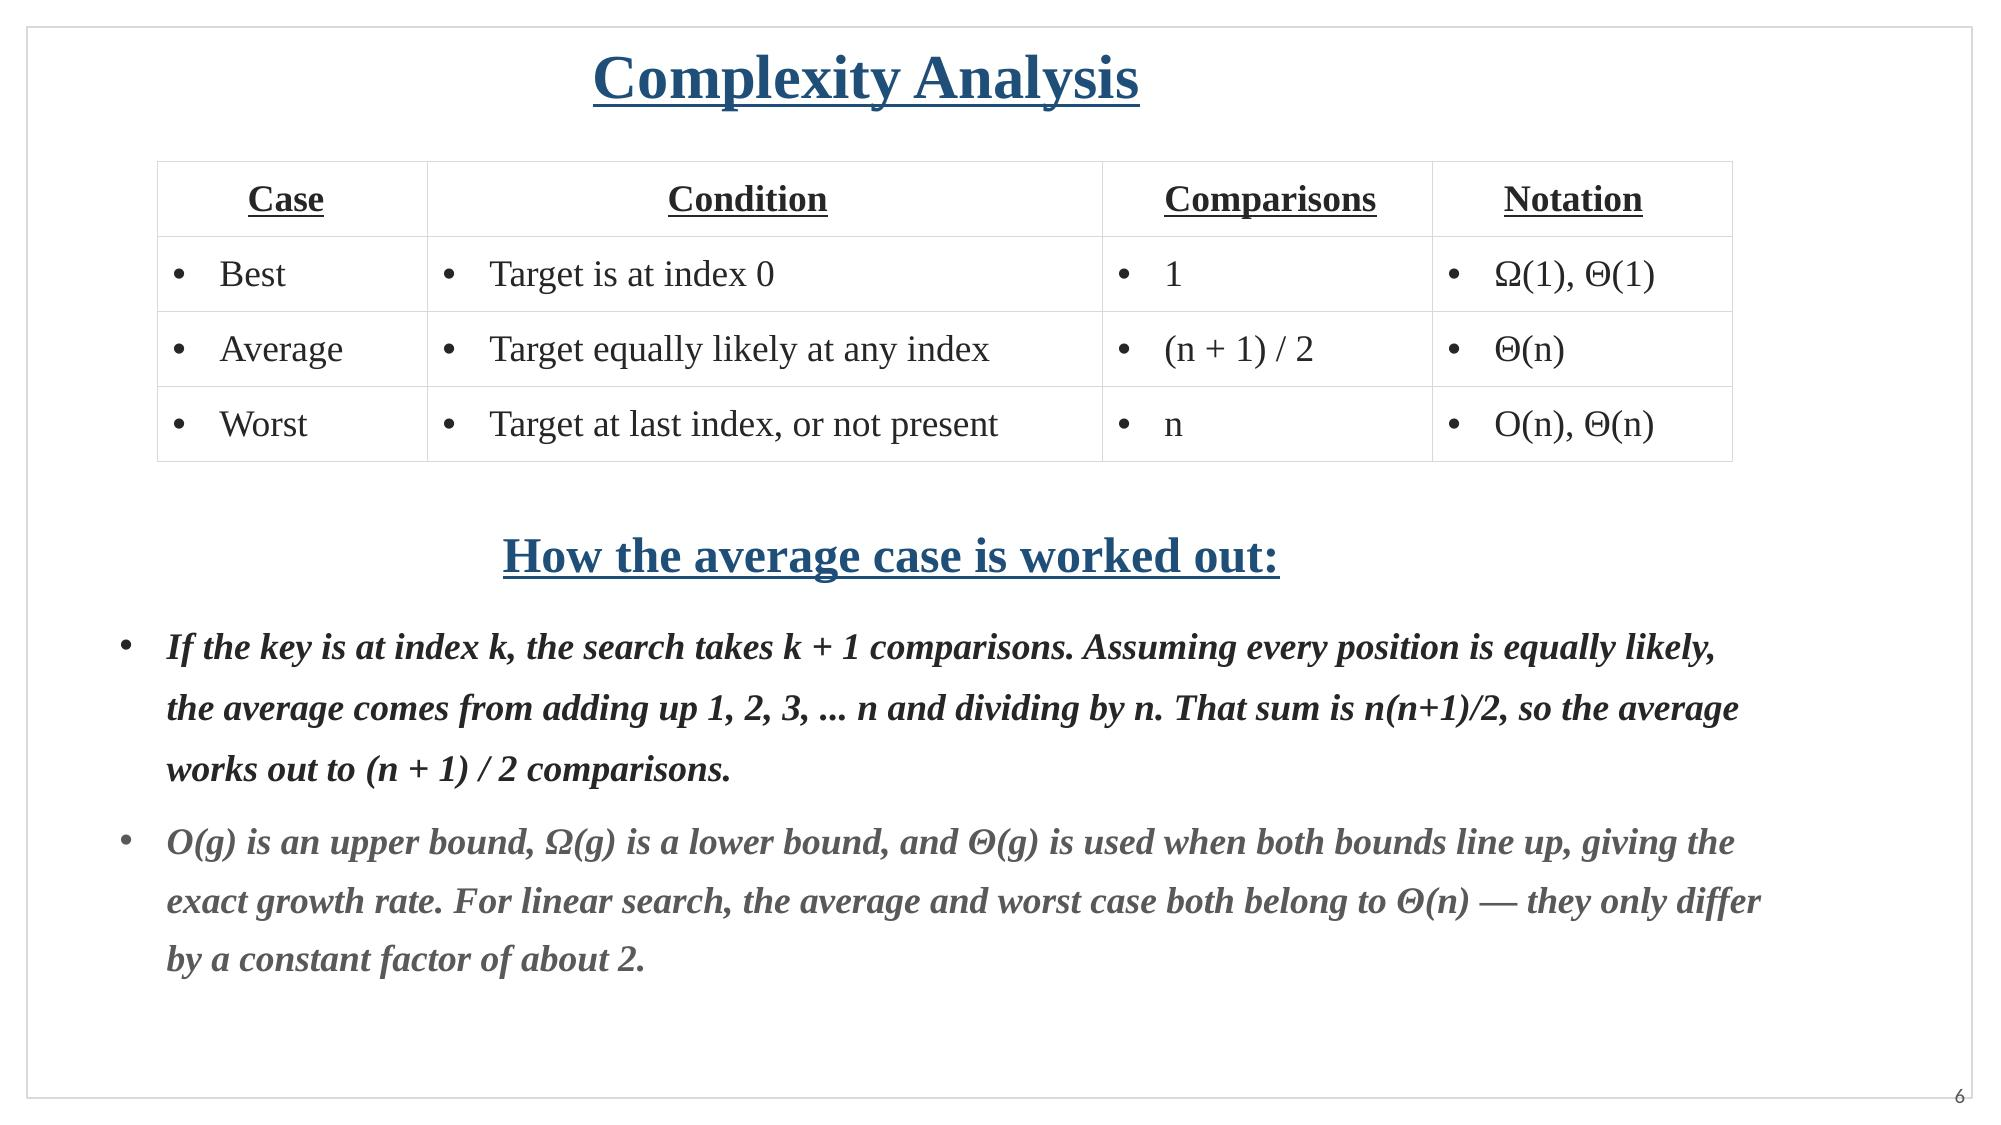 Complexity Analysis
Case Condition Comparisons Notation
• Best • Target is at index 0 • 1 • Ω(1), Θ(1)
• Average • Target equally likely at any index • (n + 1) / 2 • Θ(n)
• Worst • Target at last index, or not present • n • O(n), Θ(n)
How the average case is worked out:
• If the key is at index k, the search takes k + 1 comparisons. Assuming every position is equally likely,
the average comes from adding up 1, 2, 3, ... n and dividing by n. That sum is n(n+1)/2, so the average
works out to (n + 1) / 2 comparisons.
• O(g) is an upper bound, Ω(g) is a lower bound, and Θ(g) is used when both bounds line up, giving the
exact growth rate. For linear search, the average and worst case both belong to Θ(n) — they only differ
by a constant factor of about 2.
6